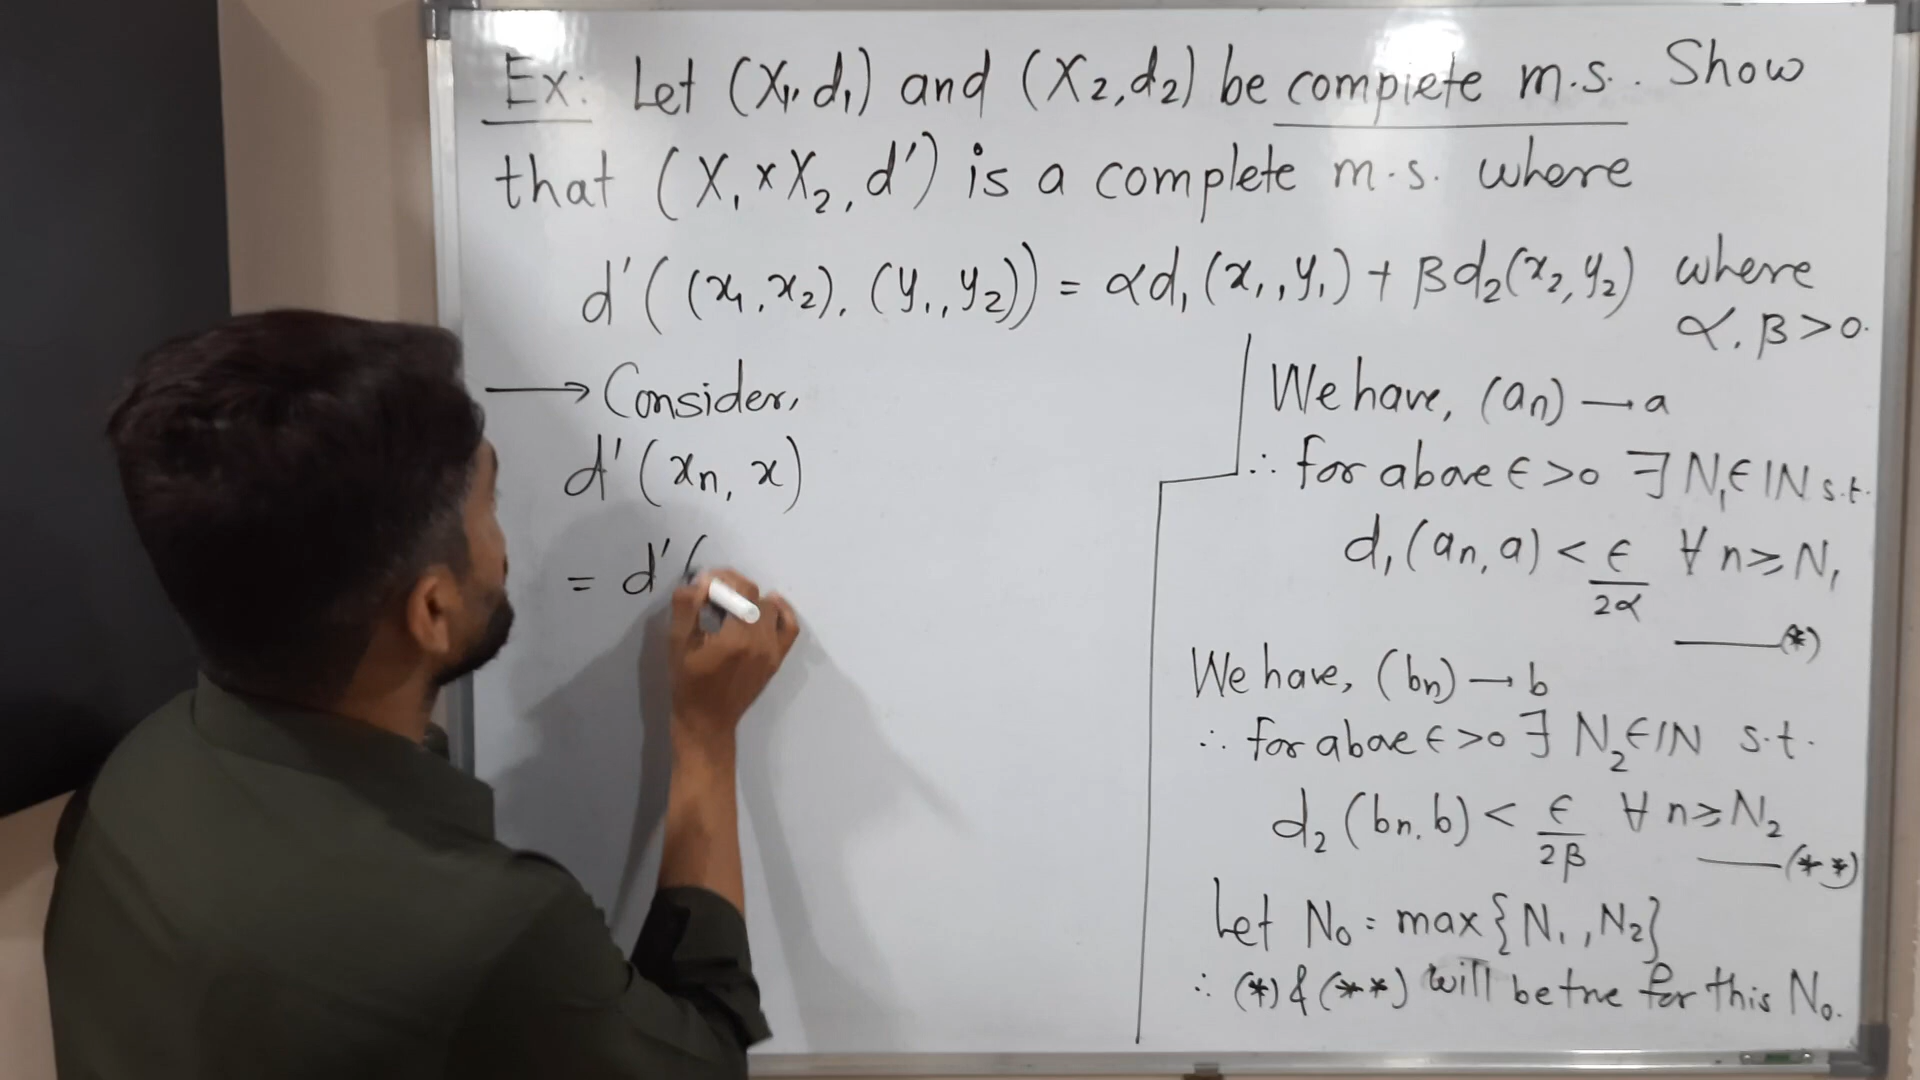 Ex: Let (X₁, d₁) and (X₂, d₂) be complete m.s. Show
that (X₁ × X₂, d′) is a complete m.s. where
d′((x₁, x₂), (y₁, y₂)) = αd₁(x₁, y₁) + βd₂(x₂, y₂) where
α, β > 0.
→ Consider,
d′(xₙ, x)
= d′(
We have, (aₙ) → a
∴ for above ϵ > 0 ∃ N₁ ∈ ℕ s.t.
d₁(aₙ, a) < ϵ/2α ∀ n ≥ N₁
—(*)
We have, (bₙ) → b
∴ for above ϵ > 0 ∃ N₂ ∈ ℕ s.t.
d₂(bₙ, b) < ϵ/2β ∀ n ≥ N₂
—(**)
Let N₀ = max{N₁, N₂}
∴ (*) & (**) will be true for this N₀.